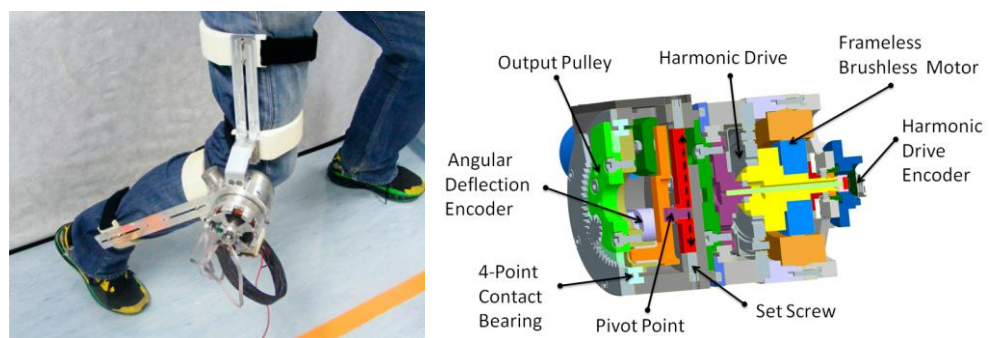 Output Pulley
Harmonic Drive
Frameless
Brushless Motor
Angular
Deflection
Encoder
Harmonic
Drive
Encoder
4-Point
Contact
Bearing
Pivot Point
Set Screw